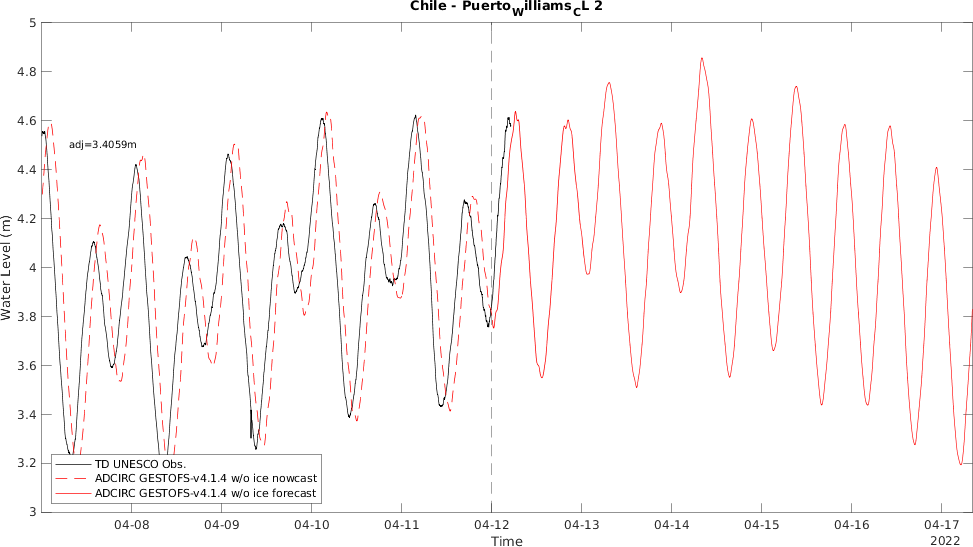 Chile - Puerto_Williams_CL 2
5
4.8
4.6
adj=3.4059m
4.4
4.2
4
3.8
3.6
3.4
3.2
3
Water Level (m)
TD UNESCO Obs.
ADCIRC GESTOFS-v4.1.4 w/o ice nowcast
ADCIRC GESTOFS-v4.1.4 w/o ice forecast
04-08 04-09 04-10 04-11 04-12 04-13 04-14 04-15 04-16 04-17
Time 2022